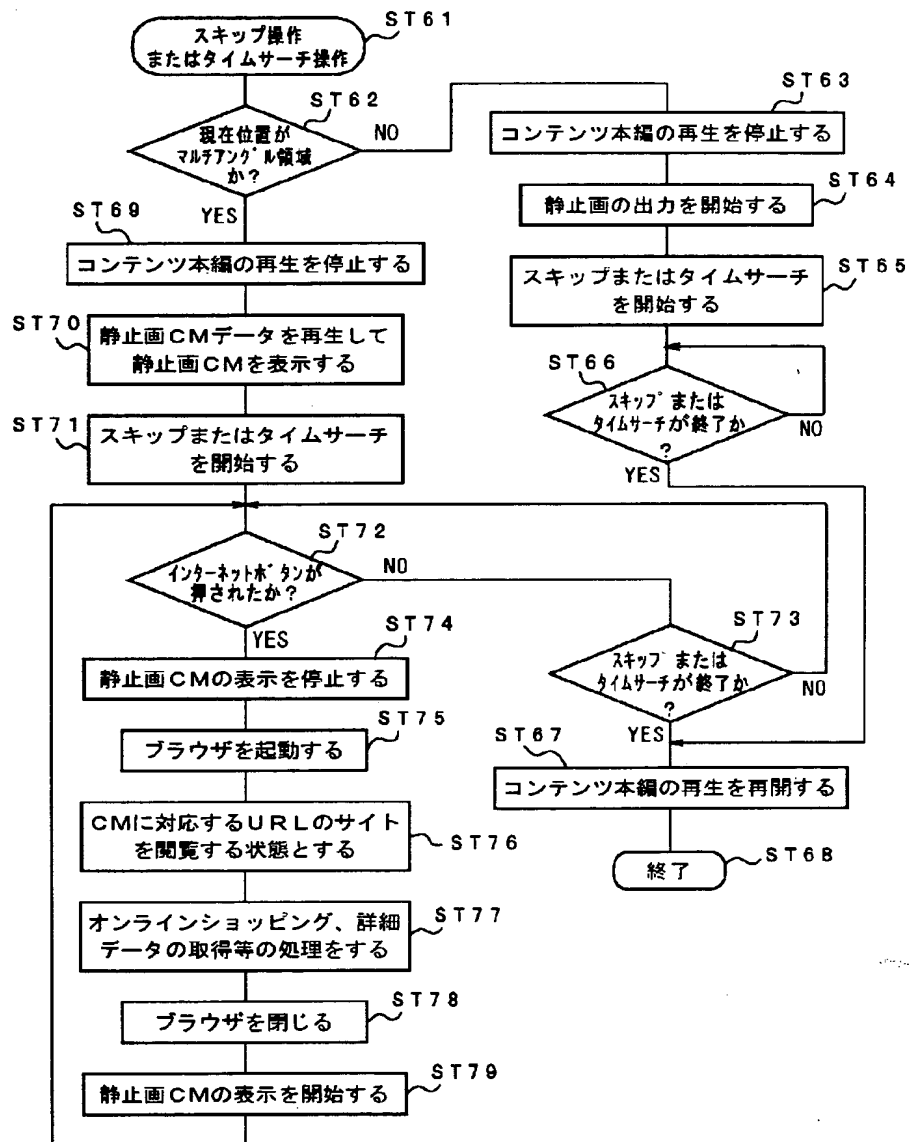 スキップ操作
またはタイムサーチ操作
ST61
現在位置が
マルチアングル領域
か？
ST62
NO
YES
ST63
コンテンツ本編の再生を停止する
ST64
静止画の出力を開始する
ST65
スキップまたはタイムサーチ
を開始する
ST66
スキップまたは
タイムサーチが終了か
？
NO
YES
ST69
コンテンツ本編の再生を停止する
ST70
静止画CMデータを再生して
静止画CMを表示する
ST71
スキップまたはタイムサーチ
を開始する
ST72
インターネットボタンが
押されたか？
NO
YES
ST73
スキップまたは
タイムサーチが終了か
？
NO
YES
ST74
静止画CMの表示を停止する
ST75
ブラウザを起動する
ST67
コンテンツ本編の再生を再開する
ST68
終了
CMに対応するURLのサイト
を閲覧する状態とする
ST76
オンラインショッピング、詳細
データの取得等の処理をする
ST77
ブラウザを閉じる
ST78
静止画CMの表示を開始する
ST79